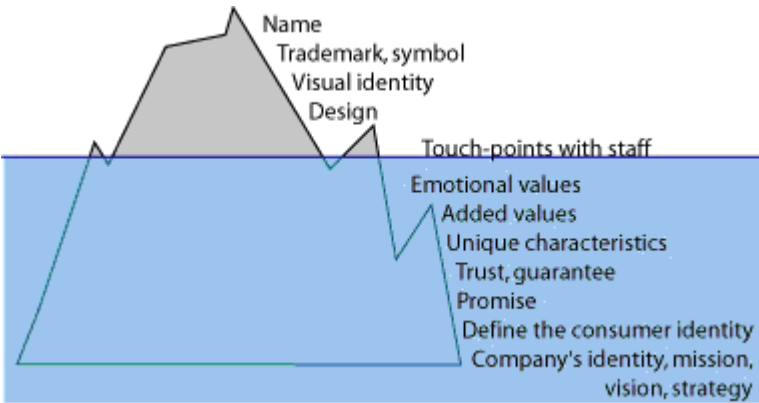 Name
Trademark, symbol
Visual identity
Design
Touch-points with staff
Emotional values
Added values
Unique characteristics
Trust, guarantee
Promise
Define the consumer identity
Company's identity, mission,
vision, strategy